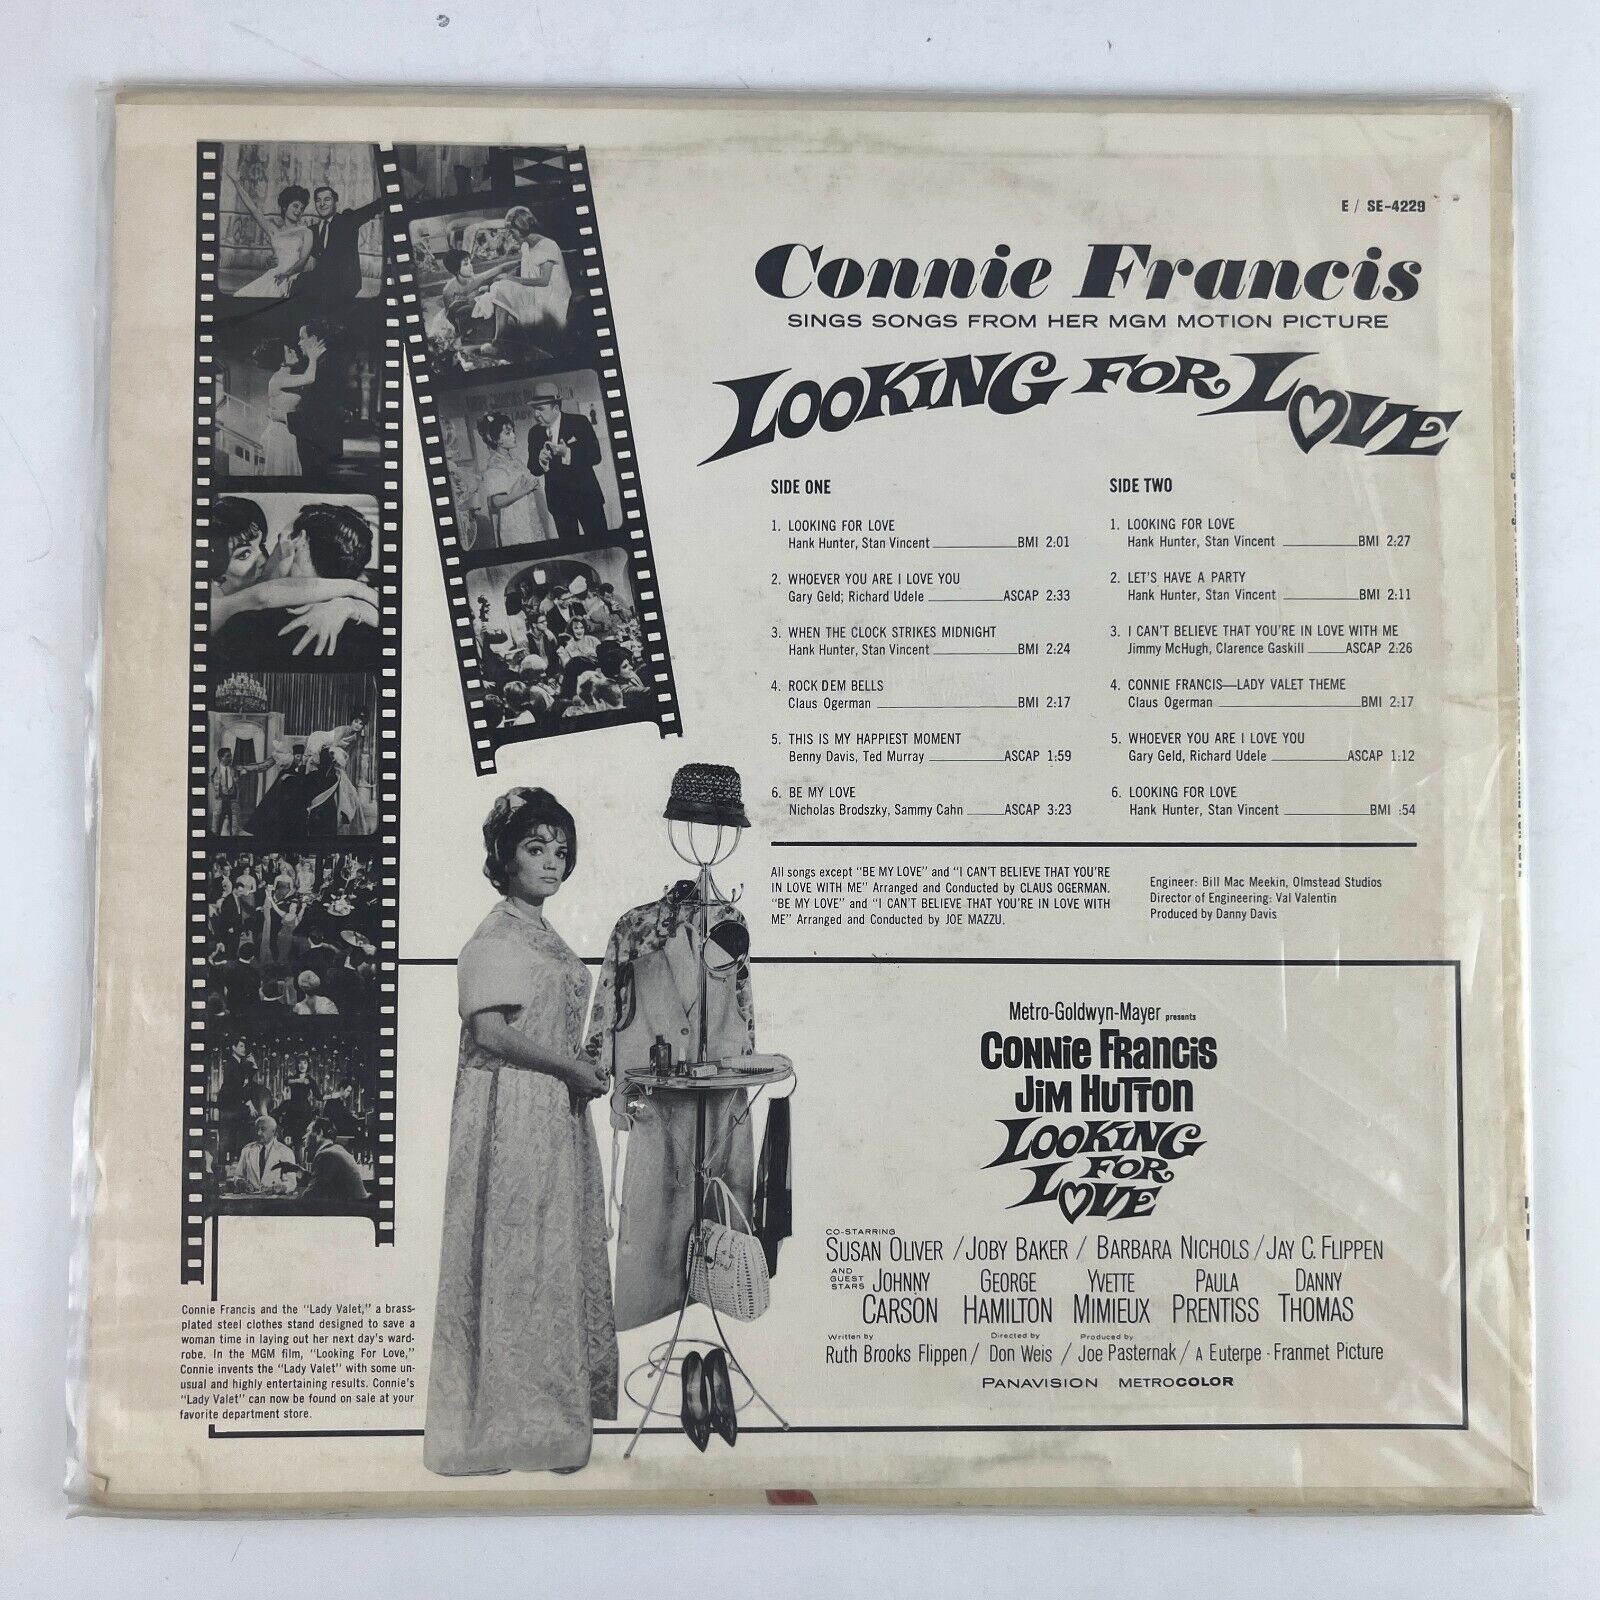 E / SE-4229
Connie Francis
SINGS SONGS FROM HER MGM MOTION PICTURE
LOOKING FOR LOVE
SIDE ONE
1. LOOKING FOR LOVE
Hank Hunter, Stan Vincent BMI 2:01
2. WHOEVER YOU ARE I LOVE YOU
Gary Geld; Richard Udele ASCAP 2:33
3. WHEN THE CLOCK STRIKES MIDNIGHT
Hank Hunter, Stan Vincent BMI 2:24
4. ROCK DEM BELLS
Claus Ogerman BMI 2:17
5. THIS IS MY HAPPIEST MOMENT
Benny Davis, Ted Murray ASCAP 1:59
6. BE MY LOVE
Nicholas Brodszky, Sammy Cahn ASCAP 3:23
SIDE TWO
1. LOOKING FOR LOVE
Hank Hunter, Stan Vincent BMI 2:27
2. LET'S HAVE A PARTY
Hank Hunter, Stan Vincent BMI 2:11
3. I CAN'T BELIEVE THAT YOU'RE IN LOVE WITH ME
Jimmy McHugh, Clarence Gaskill ASCAP 2:26
4. CONNIE FRANCIS—LADY VALET THEME
Claus Ogerman BMI 2:17
5. WHOEVER YOU ARE I LOVE YOU
Gary Geld, Richard Udele ASCAP 1:12
6. LOOKING FOR LOVE
Hank Hunter, Stan Vincent BMI :54
All songs except "BE MY LOVE" and "I CAN'T BELIEVE THAT YOU'RE
IN LOVE WITH ME" Arranged and Conducted by CLAUS OGERMAN.
"BE MY LOVE" and "I CAN'T BELIEVE THAT YOU'RE IN LOVE WITH
ME" Arranged and Conducted by JOE MAZZU.
Engineer: Bill Mac Meekin, Olmstead Studios
Director of Engineering: Val Valentin
Produced by Danny Davis
Metro-Goldwyn-Mayer presents
CONNIE FRANCIS
JIM HUTTON
LOOKING
FOR
LOVE
CO-STARRING
SUSAN OLIVER / JOBY BAKER / BARBARA NICHOLS / JAY C. FLIPPEN
AND GUEST STARS
JOHNNY CARSON
GEORGE HAMILTON
YVETTE MIMIEUX
PAULA PRENTISS
DANNY THOMAS
Written by Ruth Brooks Flippen / Directed by Don Weis / Produced by Joe Pasternak / A Euterpe - Franmet Picture
PANAVISION METROCOLOR
Connie Francis and the "Lady Valet," a brass-
plated steel clothes stand designed to save a
woman time in laying out her next day's ward-
robe. In the MGM film, "Looking For Love,"
Connie invents the "Lady Valet" with some un-
usual and highly entertaining results. Connie's
"Lady Valet" can now be found on sale at your
favorite department store.